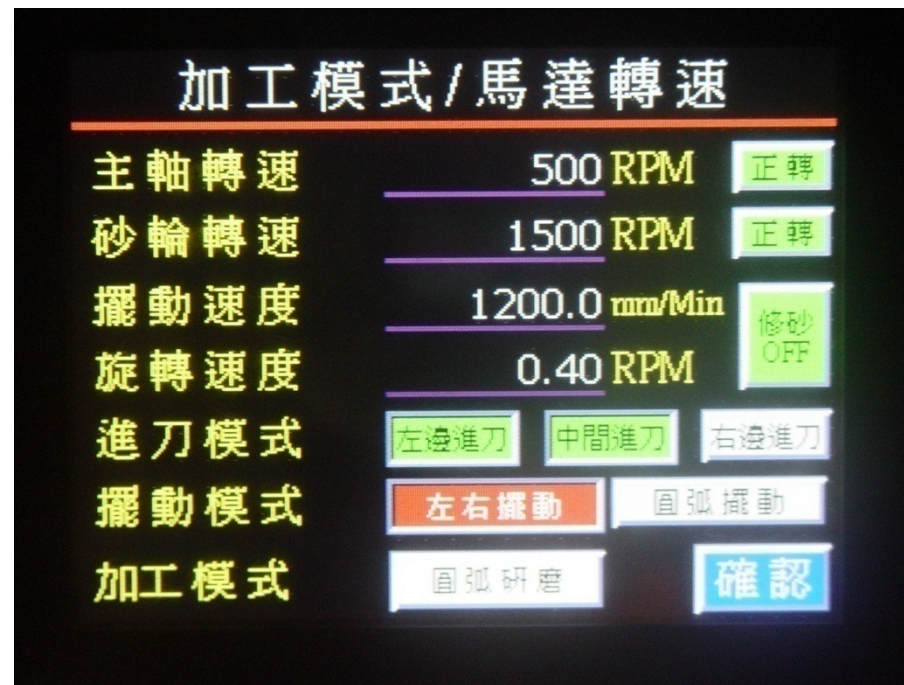 加工模式/馬達轉速
主軸轉速 500 RPM 正轉
砂輪轉速 1500 RPM 正轉
擺動速度 1200.0 mm/Min 修砂
OFF
旋轉速度 0.40 RPM
進刀模式 左邊進刀 中間進刀 右邊進刀
擺動模式 左右擺動 圓弧擺動
加工模式 圓弧研磨 確認